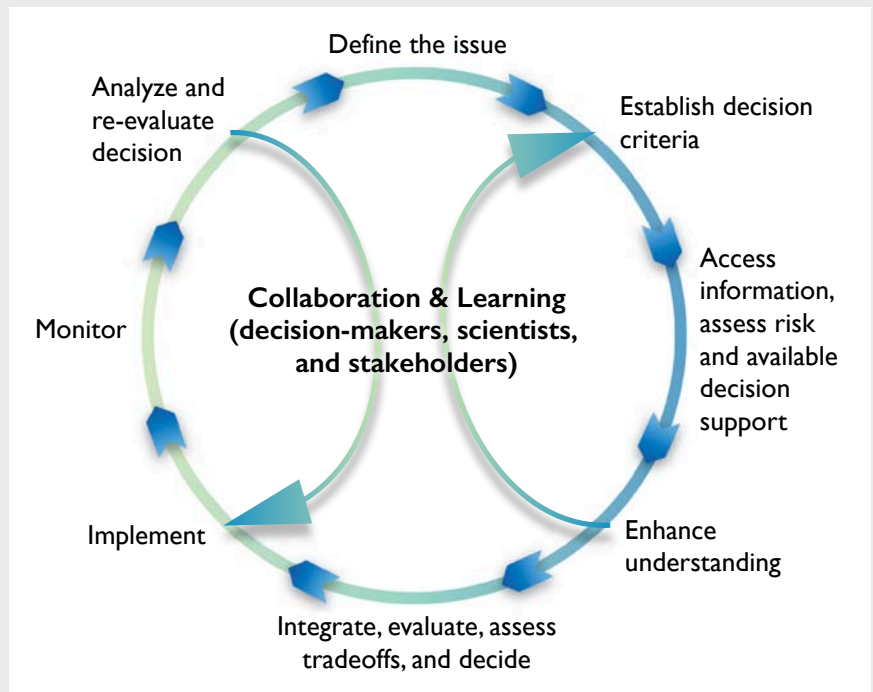 Define the issue
Analyze and
re-evaluate
decision
Establish decision
criteria
Access
information,
assess risk
and available
decision
support
Collaboration & Learning
(decision-makers, scientists,
and stakeholders)
Monitor
Implement
Enhance
understanding
Integrate, evaluate, assess
tradeoffs, and decide